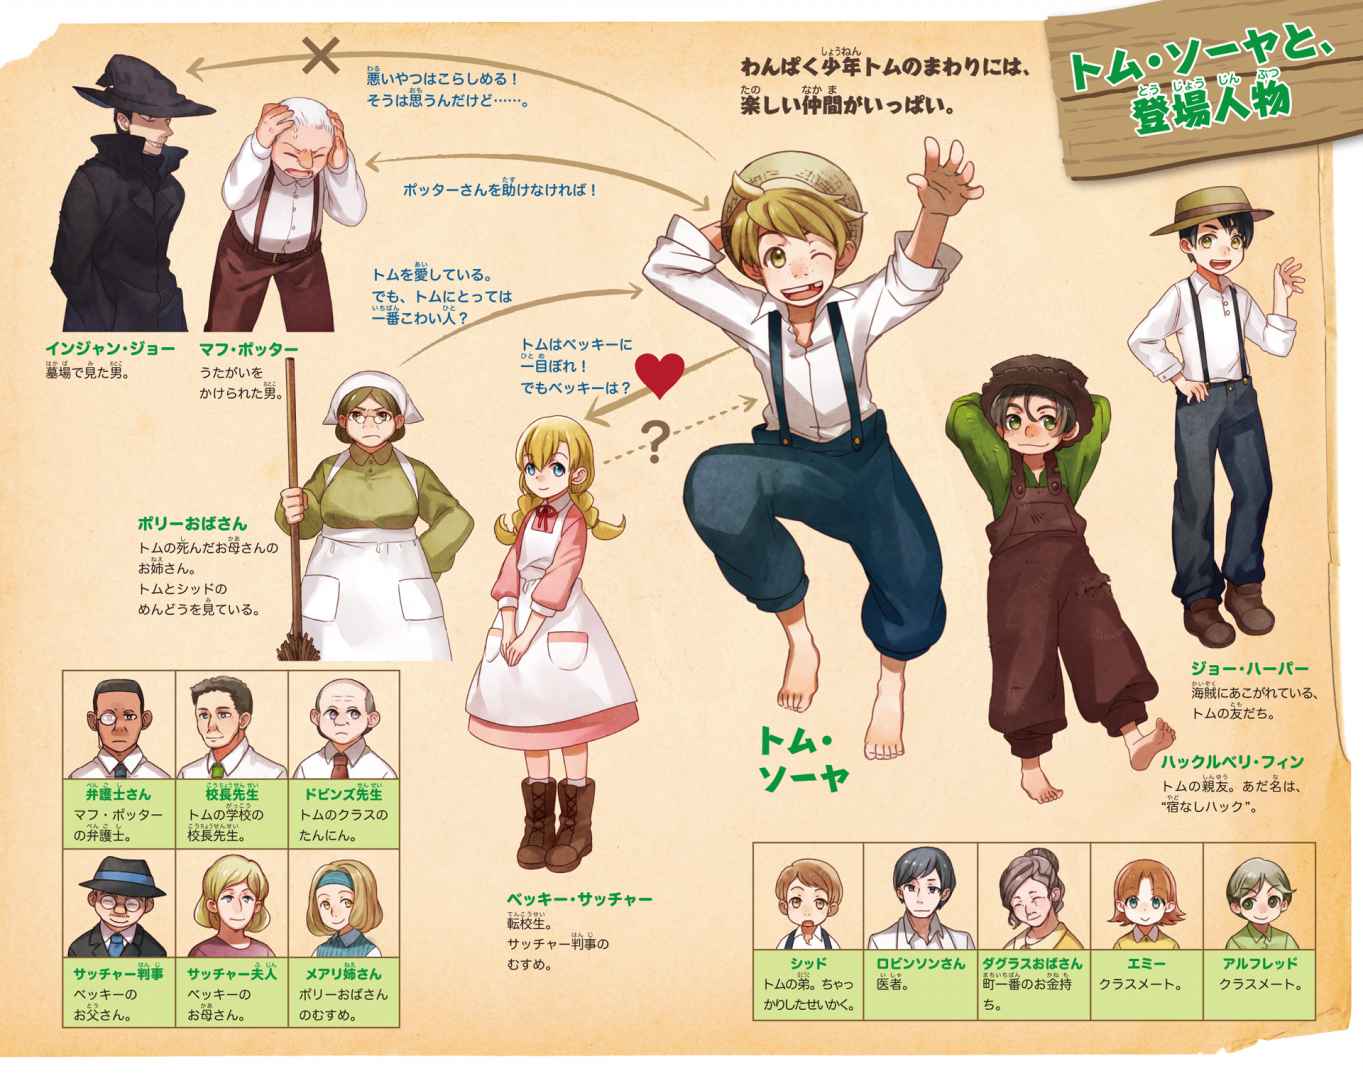 トム・ソーヤと、
登場人物
わんぱく少年トムのまわりには、
楽しい仲間がいっぱい。
悪いやつはこらしめる！
そうは思うんだけど……。
ポッターさんを助けなければ！
トムを愛している。
でも、トムにとっては
一番こわい人？
トムはベッキーに
一目ぼれ！
でもベッキーは？
?
インジャン・ジョー
墓場で見た男。
マフ・ポッター
うたがいを
かけられた男。
ポリーおばさん
トムの死んだお母さんの
お姉さん。
トムとシッドの
めんどうを見ている。
ベッキー・サッチャー
転校生。
サッチャー判事の
むすめ。
トム・
ソーヤ
ジョー・ハーパー
海賊にあこがれている、
トムの友だち。
ハックルベリ・フィン
トムの親友。あだ名は、
“宿なしハック”。
弁護士さん
マフ・ポッター
の弁護士。
校長先生
トムの学校の
校長先生。
ドビンズ先生
トムのクラスの
たんにん。
サッチャー判事
ベッキーの
お父さん。
サッチャー夫人
ベッキーの
お母さん。
メアリ姉さん
ポリーおばさん
のむすめ。
シッド
トムの弟。ちゃっ
かりしたせいかく。
ロビンソンさん
医者。
ダグラスおばさん
町一番のお金持
ち。
エミー
クラスメート。
アルフレッド
クラスメート。